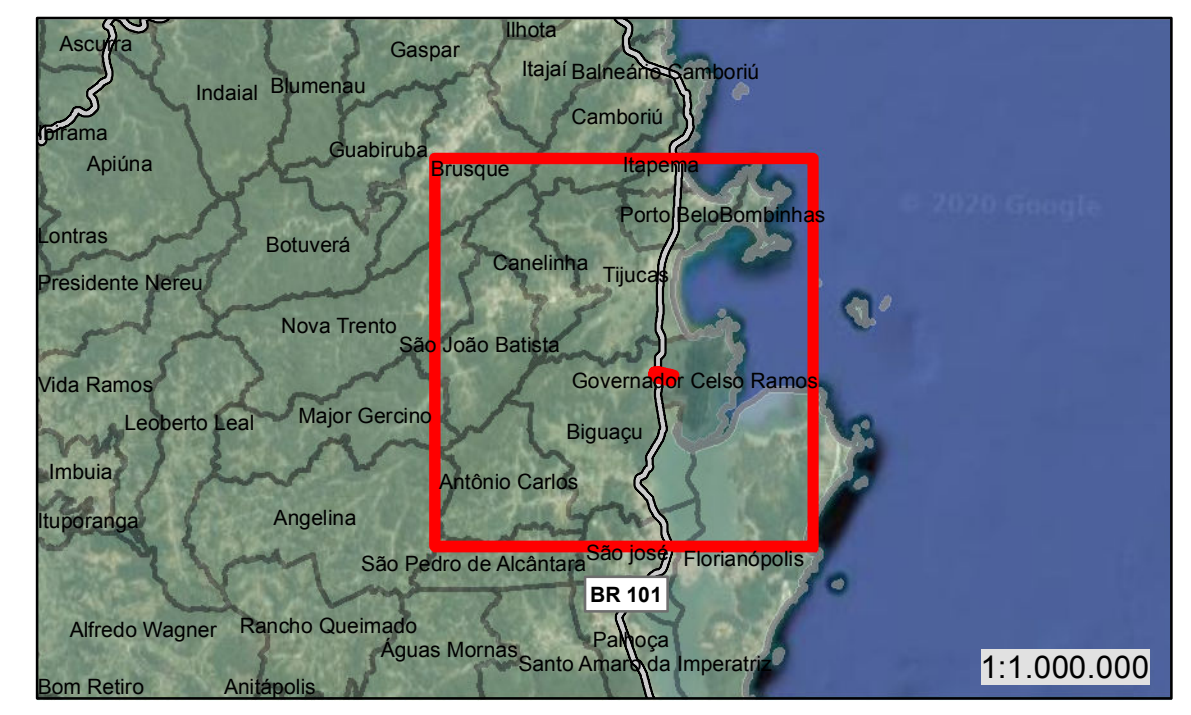 Ilhota
Ascurra
Gaspar
Itajaí
Balneário Camboriú
Indaial
Blumenau
Camboriú
Ibirama
Guabiruba
Apiúna
Brusque
Itapema
© 2020 Google
Porto Belo
Bombinhas
Lontras
Botuverá
Canelinha
Tijucas
Presidente Nereu
Nova Trento
São João Batista
Governador Celso Ramos
Vida Ramos
Major Gercino
Leoberto Leal
Biguaçu
Imbuia
Antônio Carlos
Ituporanga
Angelina
São josé
Florianópolis
São Pedro de Alcântara
BR 101
Alfredo Wagner
Rancho Queimado
Palhoça
Águas Mornas
Santo Amaro da Imperatriz
1:1.000.000
Bom Retiro
Anitápolis